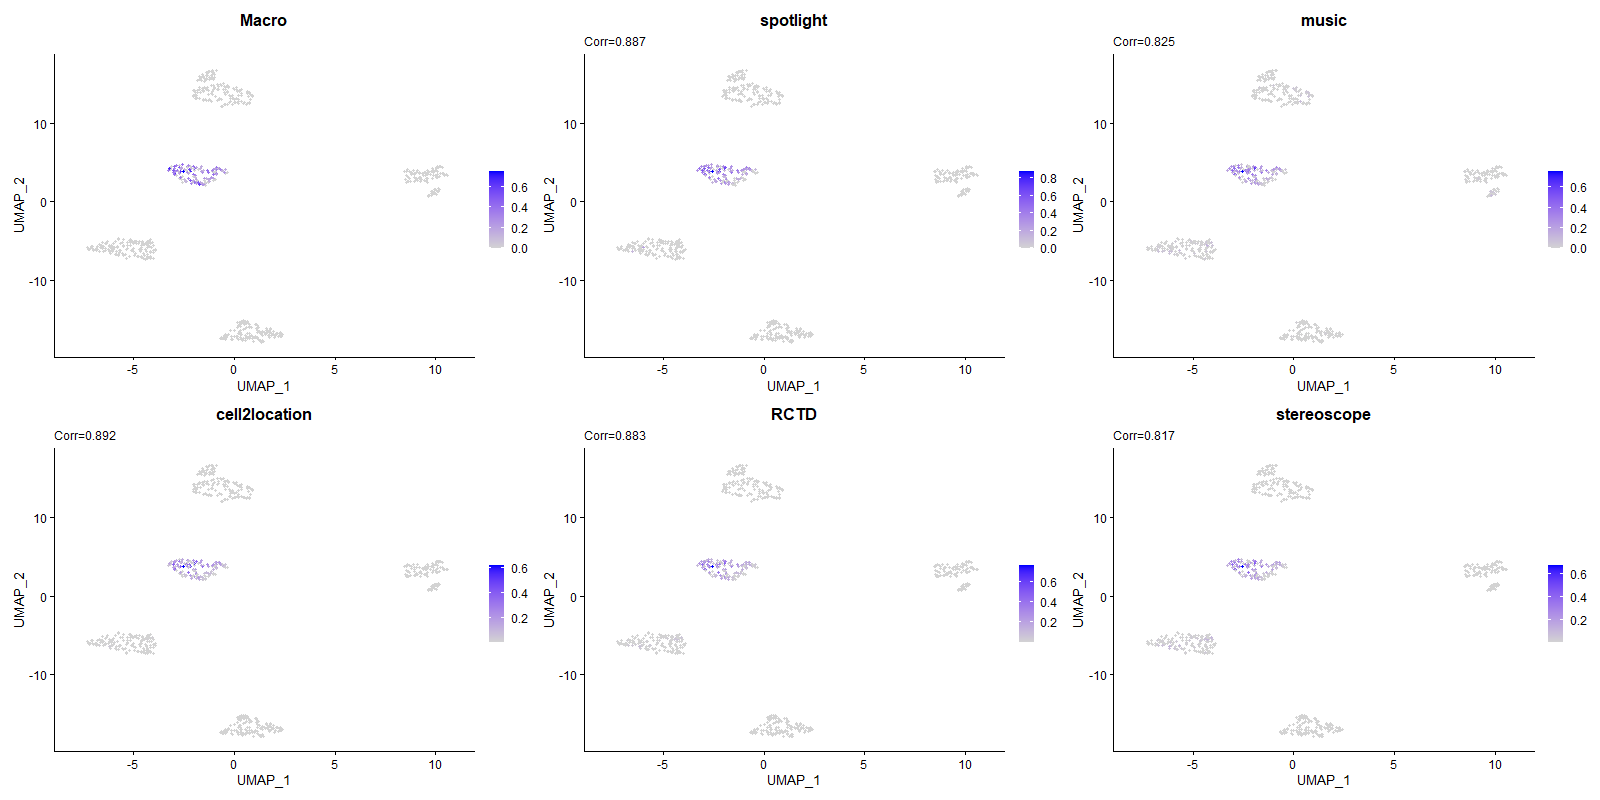 Macro
UMAP_2
10
0
-10
-5
0
5
10
UMAP_1
0.6
0.4
0.2
0.0
spotlight
Corr=0.887
UMAP_2
10
0
-10
-5
0
5
10
UMAP_1
0.8
0.6
0.4
0.2
0.0
music
Corr=0.825
UMAP_2
10
0
-10
-5
0
5
10
UMAP_1
0.6
0.4
0.2
0.0
cell2location
Corr=0.892
UMAP_2
10
0
-10
-5
0
5
10
UMAP_1
0.6
0.4
0.2
RCTD
Corr=0.883
UMAP_2
10
0
-10
-5
0
5
10
UMAP_1
0.6
0.4
0.2
stereoscope
Corr=0.817
UMAP_2
10
0
-10
-5
0
5
10
UMAP_1
0.6
0.4
0.2